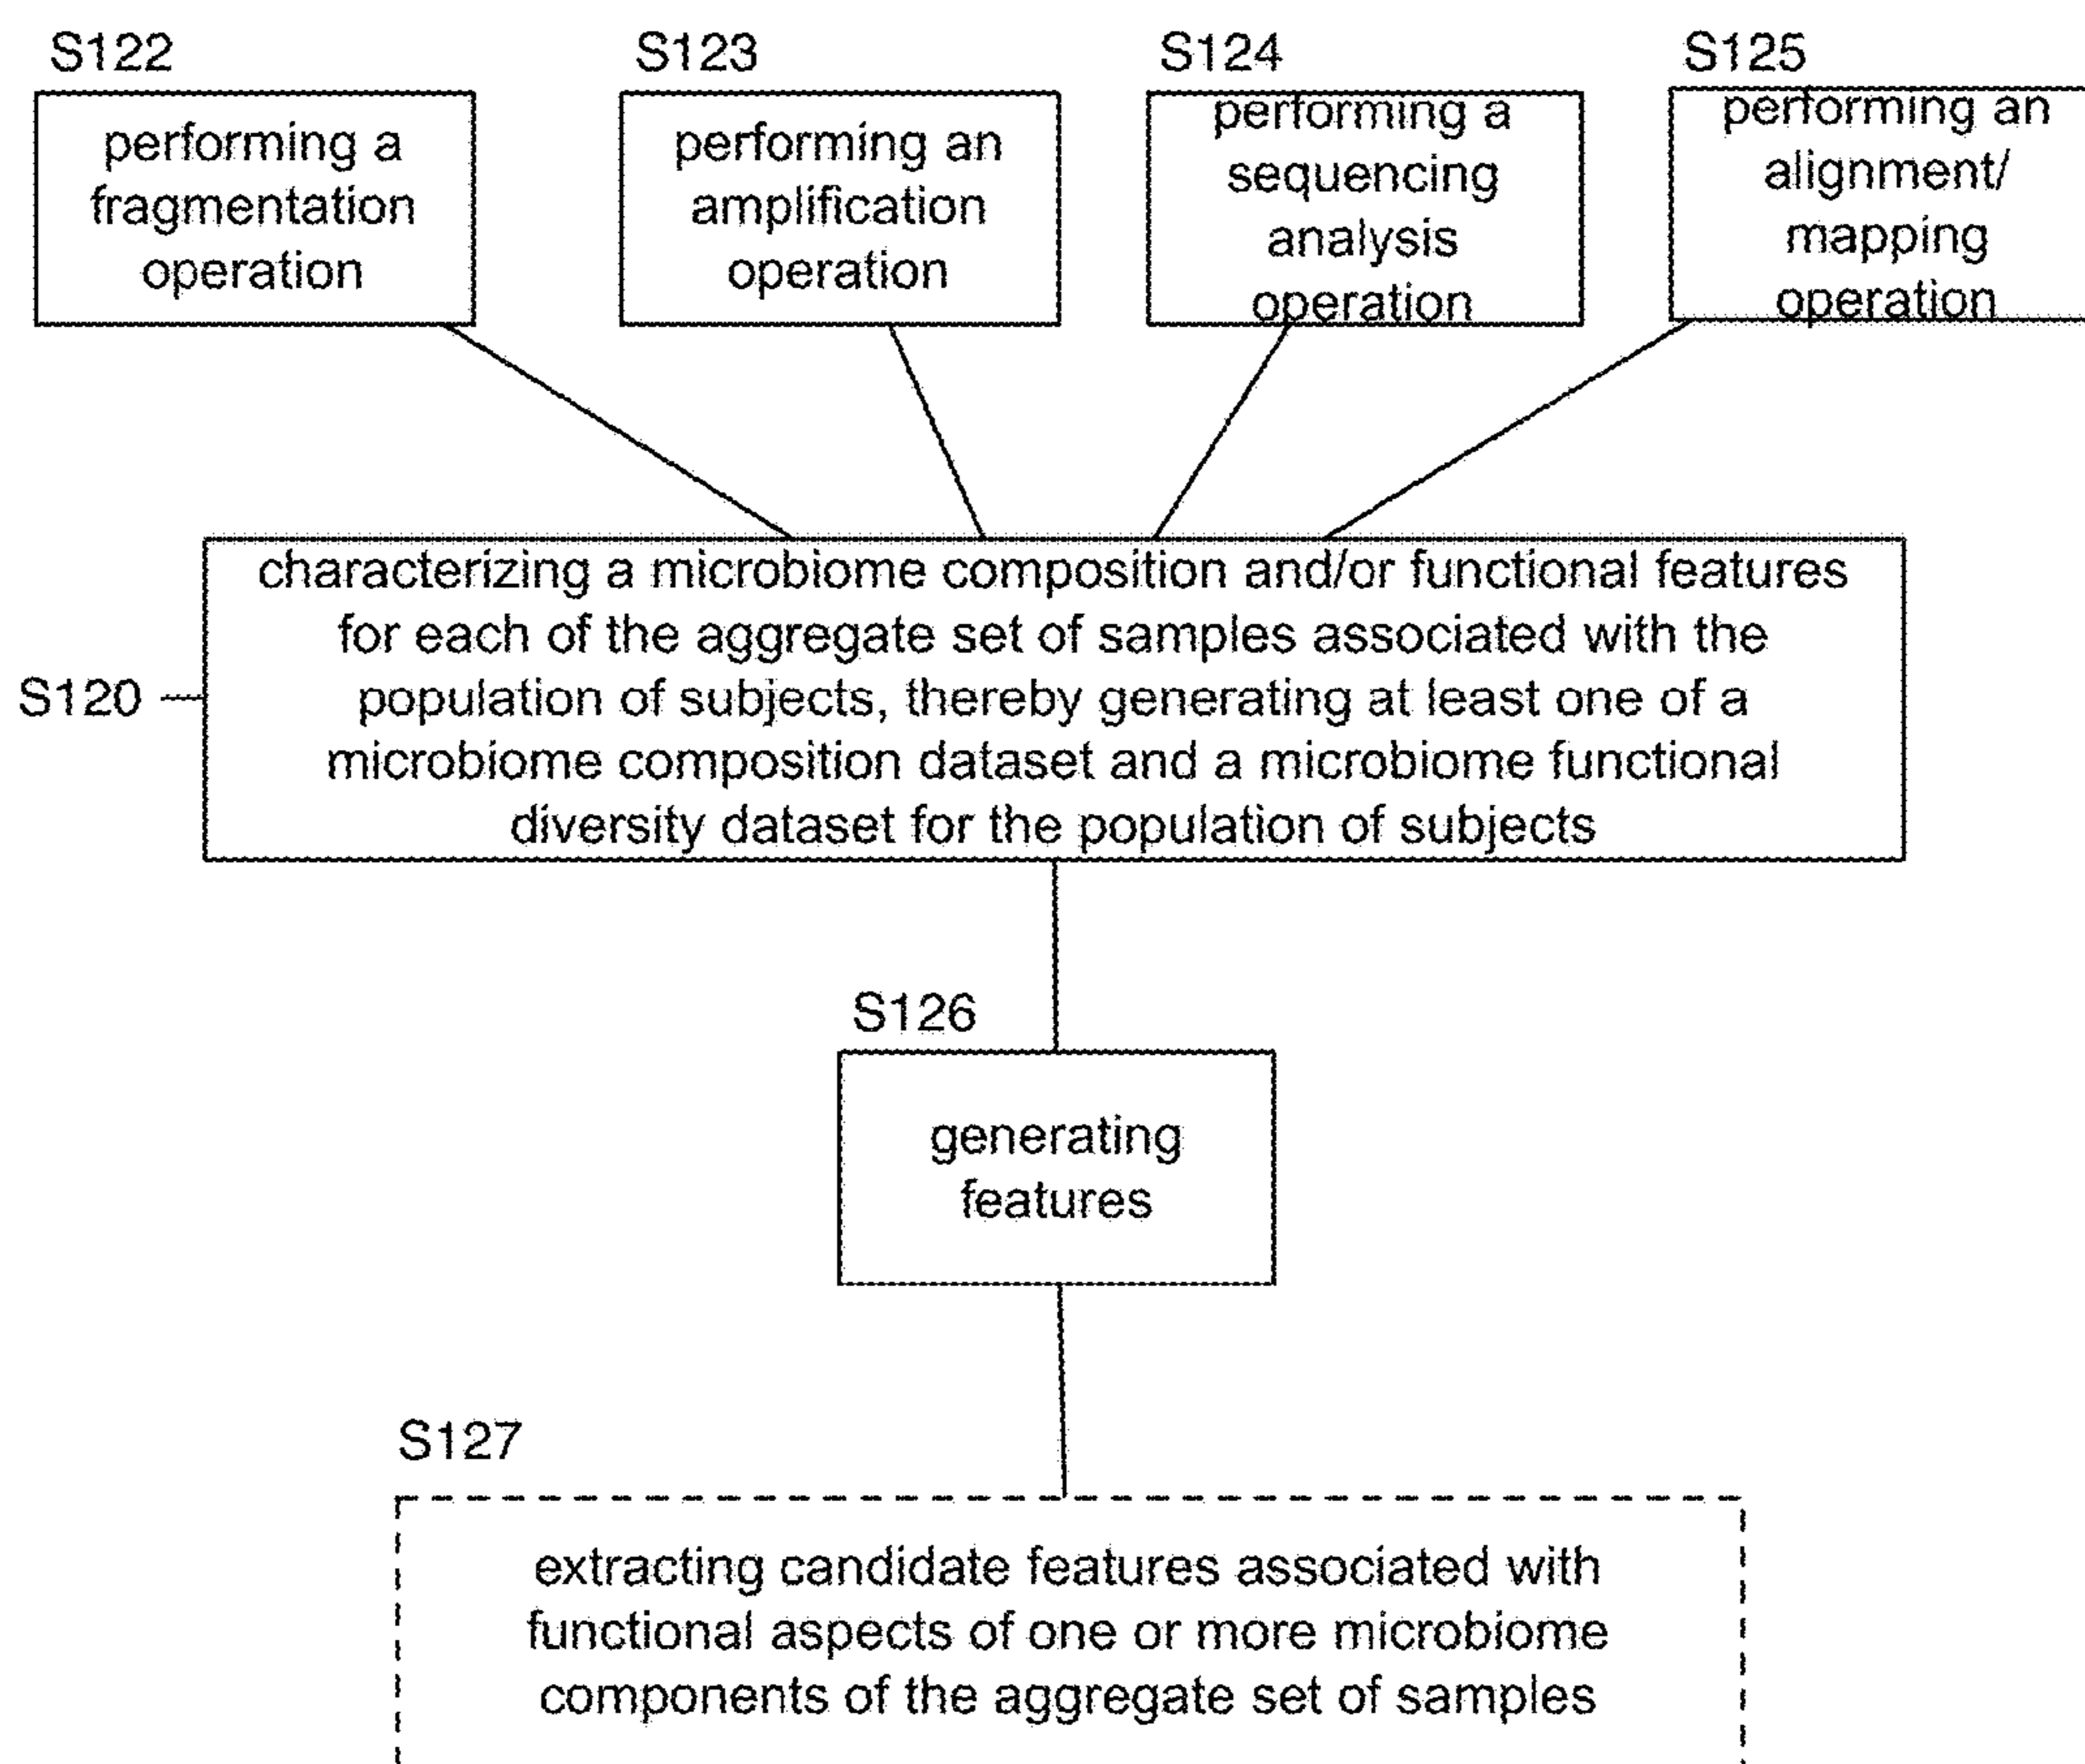 S122
performing a
fragmentation
operation
S123
performing an
amplification
operation
S124
performing a
sequencing
analysis
operation
S125
performing an
alignment/
mapping
operation
S120
characterizing a microbiome composition and/or functional features
for each of the aggregate set of samples associated with the
population of subjects, thereby generating at least one of a
microbiome composition dataset and a microbiome functional
diversity dataset for the population of subjects
S126
generating
features
S127
extracting candidate features associated with
functional aspects of one or more microbiome
components of the aggregate set of samples